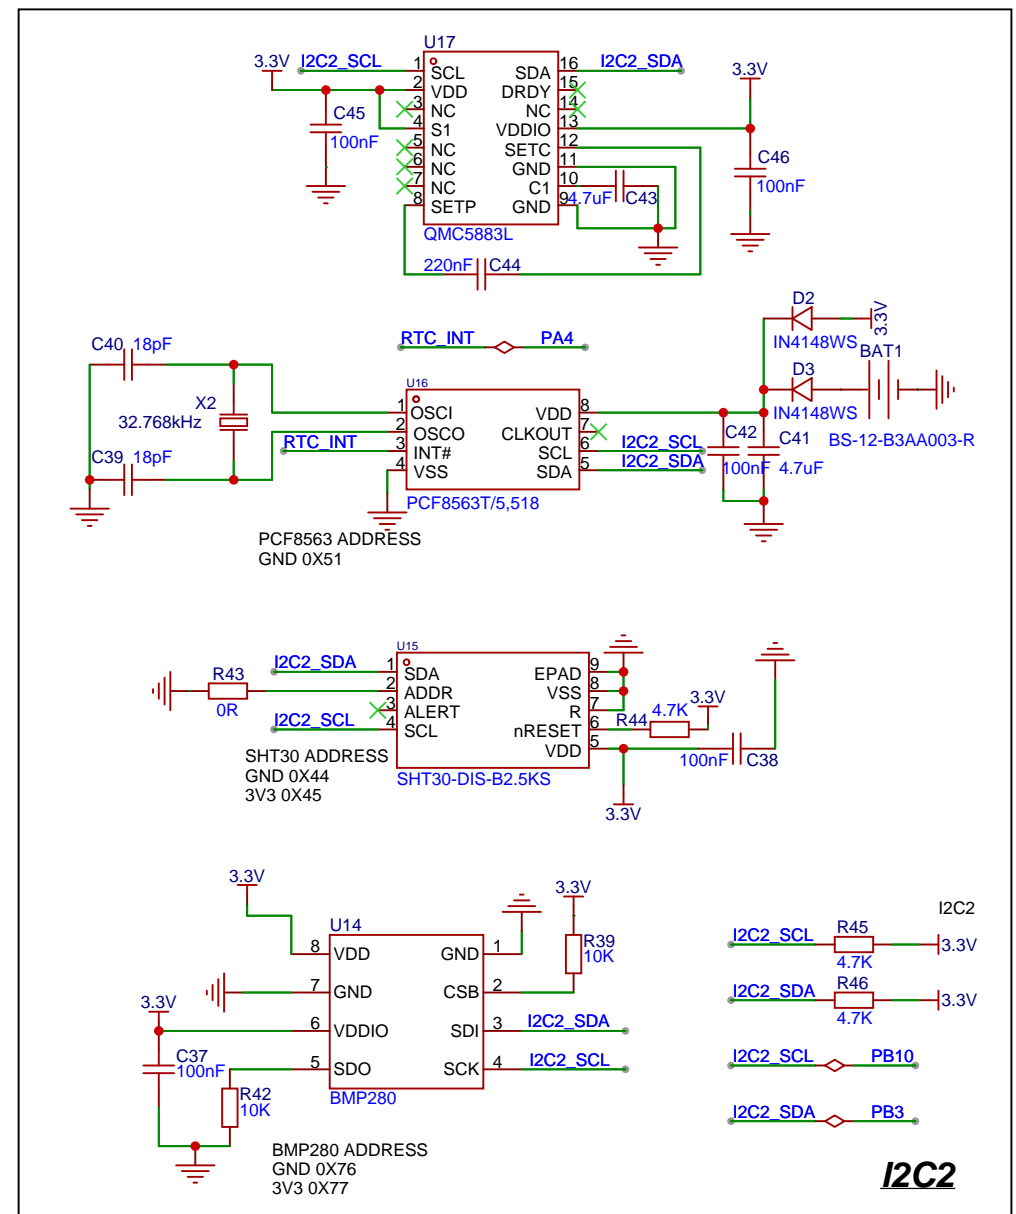 U17
3.3V
I2C2_SCL
1
SCL
2
VDD
3
NC
4
S1
5
NC
6
NC
7
NC
8
SETP
16
SDA
I2C2_SDA
15
DRDY
14
NC
13
VDDIO
12
SETC
11
GND
10
C1
9
GND
QMC5883L
C45
100nF
3.3V
C46
100nF
4.7uF
C43
220nF
C44
RTC_INT
PA4
C40
18pF
X2
32.768kHz
C39
18pF
RTC_INT
U16
1
OSCI
2
OSCO
3
INT#
4
VSS
8
VDD
7
CLKOUT
6
SCL
I2C2_SCL
5
SDA
I2C2_SDA
PCF8563T/5,518
D2
IN4148WS
3.3V
BAT1
D3
IN4148WS
BS-12-B3AA003-R
C42
100nF
C41
4.7uF
PCF8563 ADDRESS
GND 0X51
U15
I2C2_SDA
1
SDA
R43
0R
2
ADDR
3
ALERT
I2C2_SCL
4
SCL
9
EPAD
8
VSS
7
R
6
nRESET
5
VDD
R44
4.7K
3.3V
100nF
C38
3.3V
SHT30-DIS-B2.5KS
SHT30 ADDRESS
GND 0X44
3V3 0X45
3.3V
U14
8
VDD
7
GND
6
VDDIO
5
SDO
1
GND
2
CSB
3
SDI
I2C2_SDA
4
SCK
I2C2_SCL
BMP280
3.3V
R39
10K
3.3V
C37
100nF
R42
10K
BMP280 ADDRESS
GND 0X76
3V3 0X77
I2C2
I2C2_SCL
R45
4.7K
3.3V
I2C2_SDA
R46
4.7K
3.3V
I2C2_SCL
PB10
I2C2_SDA
PB3
I2C2